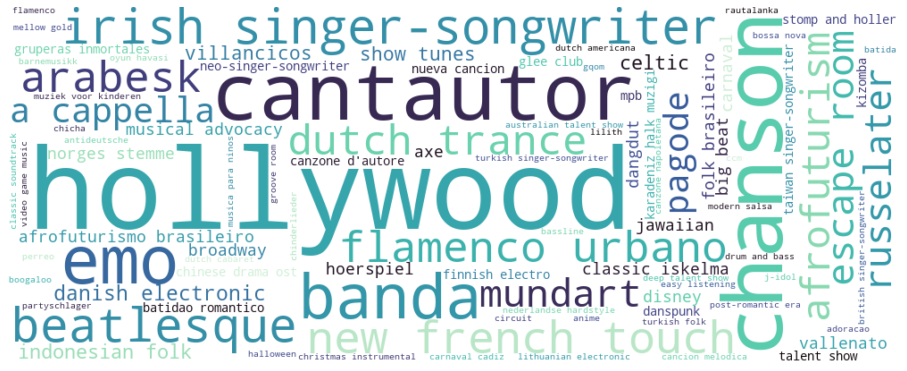 flamenco
mellow gold
irish singer-songwriter
rautalanka
stomp and holler
bossa nova
batida
gruperas inmortales
villancicos
show tunes
dutch americana
barnemusikk
oyun havasi
neo-singer-songwriter
nueva cancion
glee club
gqom
celtic
arabesk
cantautor
muziek voor kinderen
mpb
a cappella
musical advocacy
australian talent show
lilith
chicha
antideutsche
dutch trance
norges stemme
canzone d'autore
axe
turkish singer-songwriter
classic soundtrack
video game music
musica para ninos
groove room
hollywood
kinderlieder
dangdut
karadeniz halk muzigi
canzone napoletana
pagode
folk brasileiro
big beat
carnaval
ccm
modern salsa
chanson
taiwan singer-songwriter
afrofuturism
escape room
kizomba
russelater
british singer-songwriter
jawaiian
bassline
drum and bass
afrofuturismo brasileiro
broadway
flamenco urbano
perreo
emo
dutch cabaret
chinese drama ost
hoerspiel
finnish electro
classic iskelma
deep talent show
j-idol
boogaloo
danish electronic
batidao romantico
banda
mundart
easy listening
disney
post-romantic era
partyschlager
nederlandse hardstyle
danspunk
circuit
anime
turkish folk
adoracao
beatlesque
new french touch
vallenato
indonesian folk
halloween
christmas instrumental
carnaval cadiz
lithuanian electronic
cancion melodica
talent show